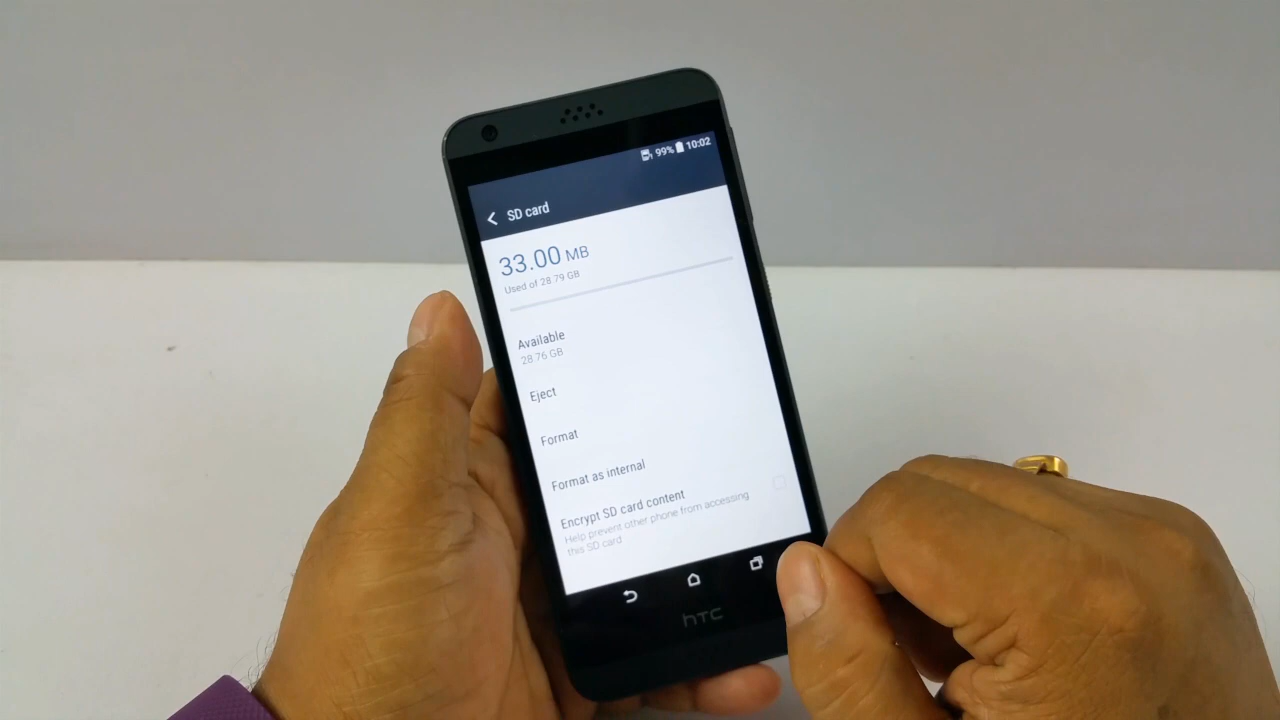 99% 10:02
SD card
33.00 MB
Used of 28.79 GB
Available
28.76 GB
Eject
Format
Format as internal
Encrypt SD card content
Help prevent other phone from accessing
this SD card
hTC